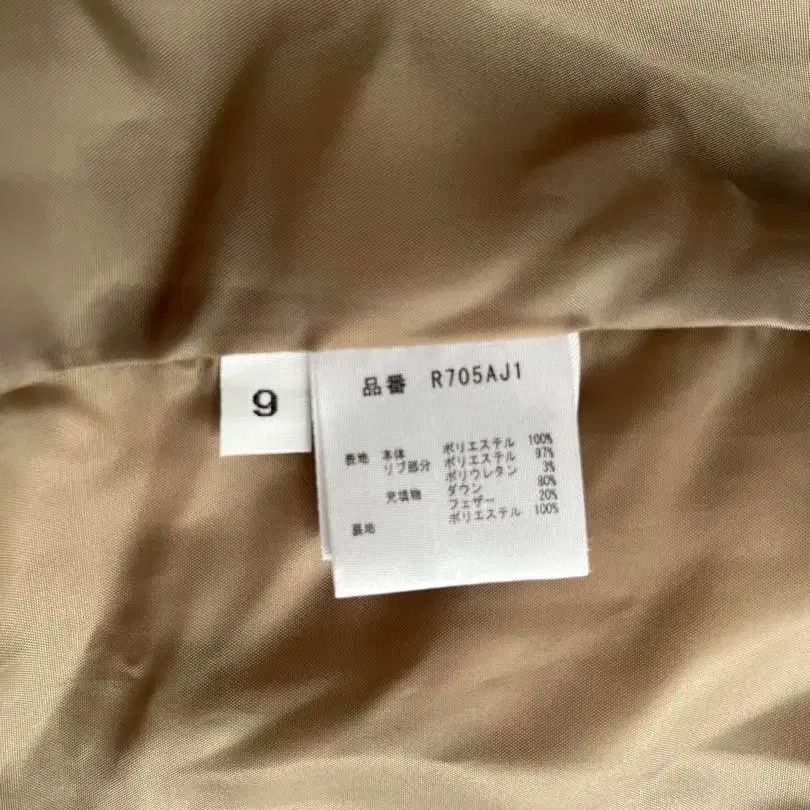 9
品番 R705AJ1
表地 本体 ポリエステル 100%
リブ部分 ポリエステル 97%
ポリウレタン 3%
充填物 ダウン 80%
フェザー 20%
裏地 ポリエステル 100%